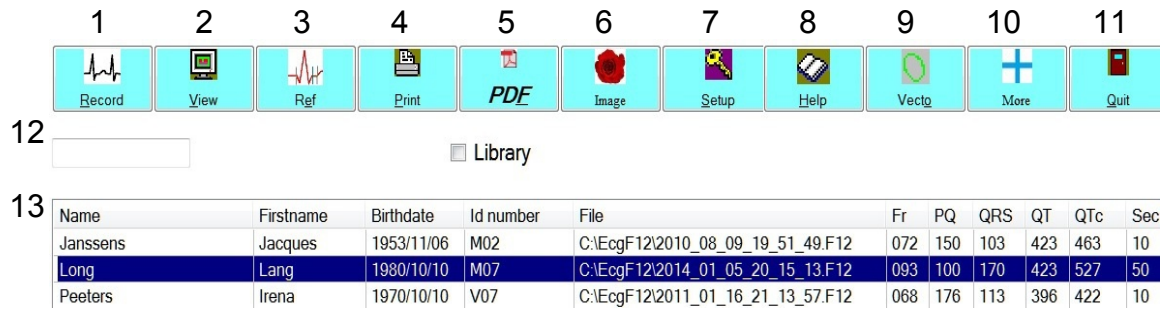 1 2 3 4 5 6 7 8 9 10 11
Record View Ref Print PDF Image Setup Help Vecto More Quit
12
Library
13 Name Firstname Birthdate Id number File Fr PQ QRS QT QTc Sec
Janssens Jacques 1953/11/06 M02 C:\EcgF12\2010_08_09_19_51_49.F12 072 150 103 423 463 10
Long Lang 1980/10/10 M07 C:\EcgF12\2014_01_05_20_15_13.F12 093 100 170 423 527 50
Peeters Irena 1970/10/10 V07 C:\EcgF12\2011_01_16_21_13_57.F12 068 176 113 396 422 10